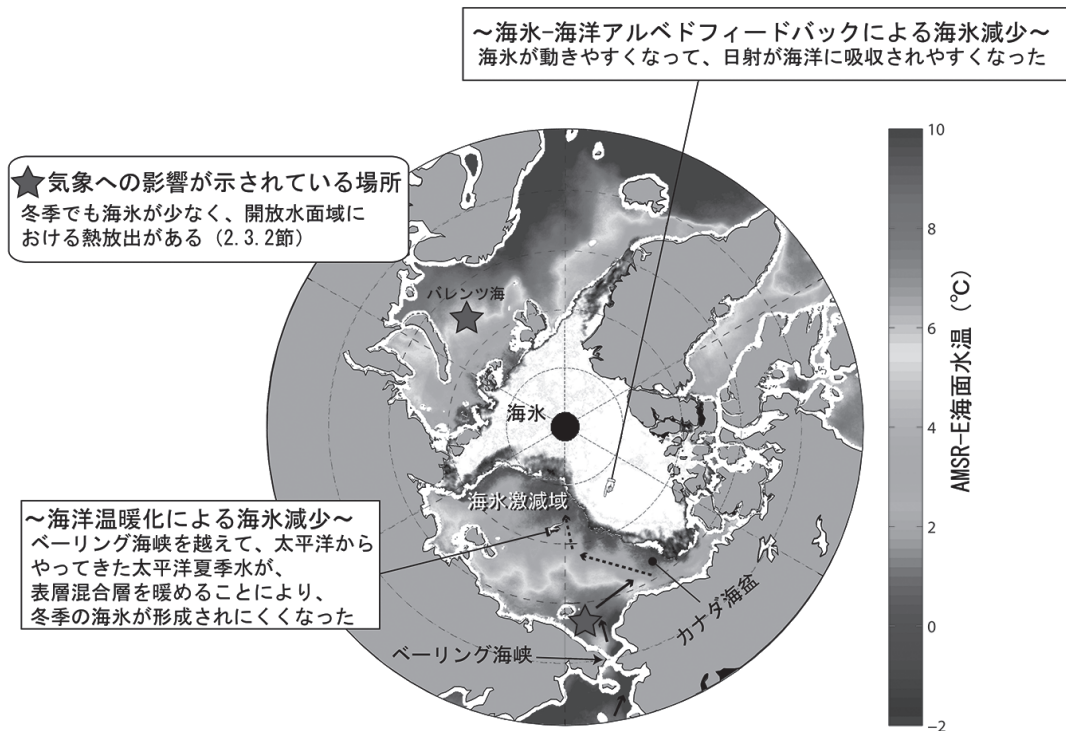 ～海氷-海洋アルベドフィードバックによる海氷減少～
海氷が動きやすくなって、日射が海洋に吸収されやすくなった
★気象への影響が示されている場所
冬季でも海氷が少なく、開放水面域に
おける熱放出がある（2.3.2節）
バレンツ海
海氷
海氷激減域
～海洋温暖化による海氷減少～
ベーリング海峡を越えて、太平洋から
やってきた太平洋夏季水が、
表層混合層を暖めることにより、
冬季の海氷が形成されにくくなった
カナダ海盆
ベーリング海峡
10
8
6
4
2
0
-2
AMSR-E海面水温（℃）